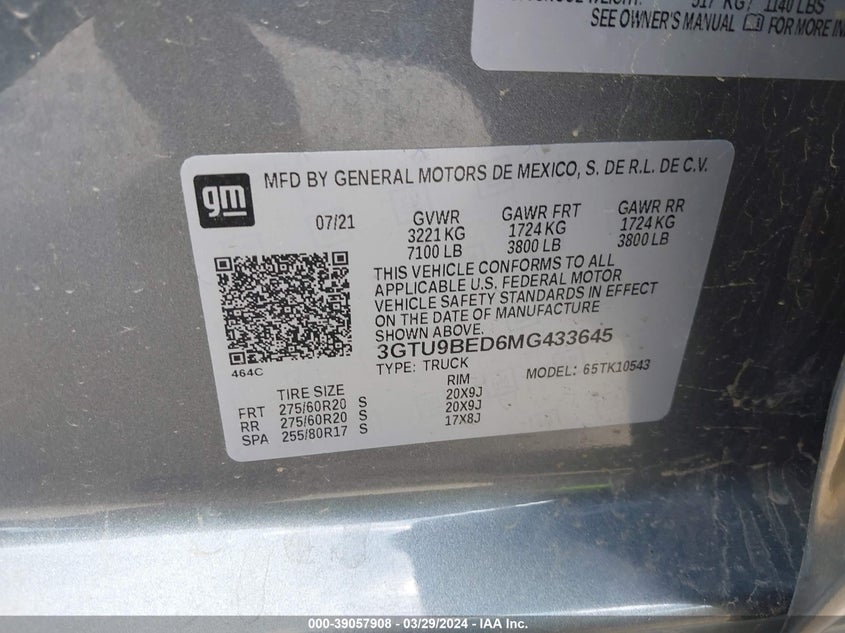 517 KG / 1140 LBS
SEE OWNER'S MANUAL FOR MORE
gm
MFD BY GENERAL MOTORS DE MEXICO, S. DE R.L. DE C.V.
07/21 GVWR GAWR FRT GAWR RR
3221 KG 1724 KG 1724 KG
7100 LB 3800 LB 3800 LB
THIS VEHICLE CONFORMS TO ALL
APPLICABLE U.S. FEDERAL MOTOR
VEHICLE SAFETY STANDARDS IN EFFECT
ON THE DATE OF MANUFACTURE
SHOWN ABOVE.
464C
3GTU9BED6MG433645
TYPE: TRUCK MODEL: 65TK10543
TIRE SIZE RIM
FRT 275/60R20 S 20X9J
RR 275/60R20 S 20X9J
SPA 255/80R17 S 17X8J
000-39057908 - 03/29/2024 - IAA Inc.